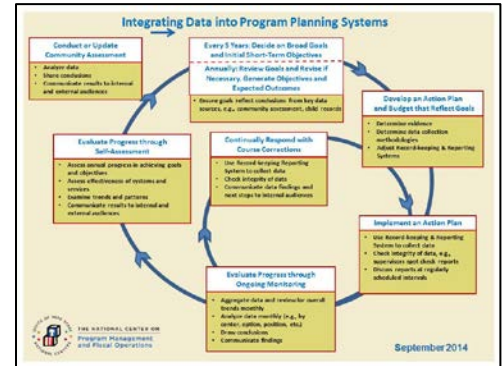 Integrating Data into Program Planning Systems
Conduct or Update
Community Assessment
• Analyze data
• Share conclusions
• Communicate results to internal
and external audiences
Every 5 Years: Decide on Broad Goals
and Initial Short-Term Objectives
Annually: Review Goals and Revise if
Necessary. Generate Objectives and
Expected Outcomes
• Ensure goals reflect conclusions from key data
sources, e.g., community assessment, child records
Develop an Action Plan
and Budget that Reflect Goals
• Determine evidence
• Determine data collection
methodologies
• Adjust Record-keeping & Reporting
Systems
Evaluate Progress through
Self-Assessment
• Assess annual progress in achieving goals
and objectives
• Assess effectiveness of systems and
services
• Examine trends and patterns
• Communicate results to internal and
external audiences
Continually Respond with
Course Corrections
• Use Record-Keeping Reporting
System to collect data
• Check integrity of data
• Communicate data findings and
next steps to internal audiences
Implement an Action Plan
• Use Record-keeping & Reporting
System to collect data
• Check integrity of data, e.g.,
supervisors spot check reports
• Discuss reports at regularly
scheduled intervals
Evaluate Progress through
Ongoing Monitoring
• Aggregate data and review for overall
trends monthly
• Analyze data monthly (e.g., by
center, option, position, etc.)
• Draw conclusions
• Communicate findings
THE NATIONAL CENTER ON
Program Management
and Fiscal Operations
September 2014